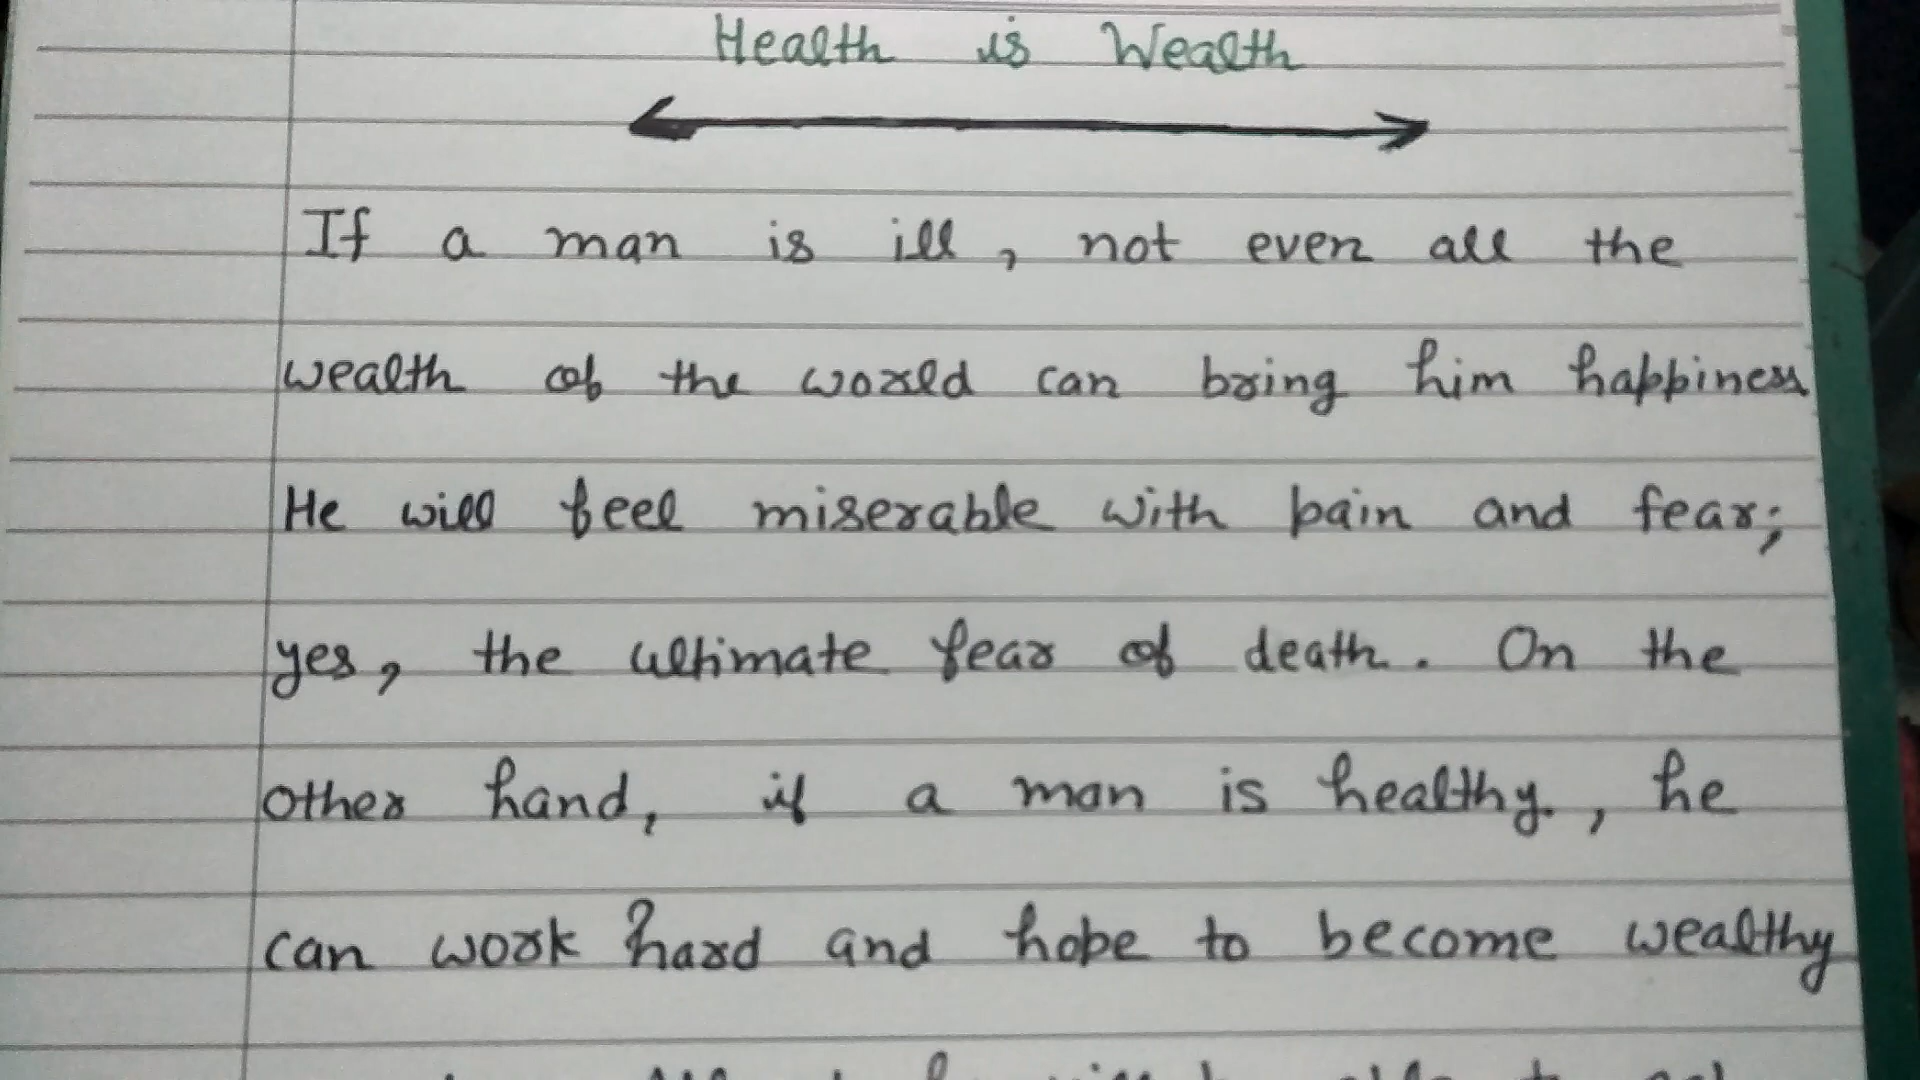 Health is Wealth
If a man is ill, not even all the
wealth of the world can bring him happiness
He will feel miserable with pain and fear;
yes, the ultimate fear of death. On the
other hand, if a man is healthy, he
can work hard and hope to become wealthy